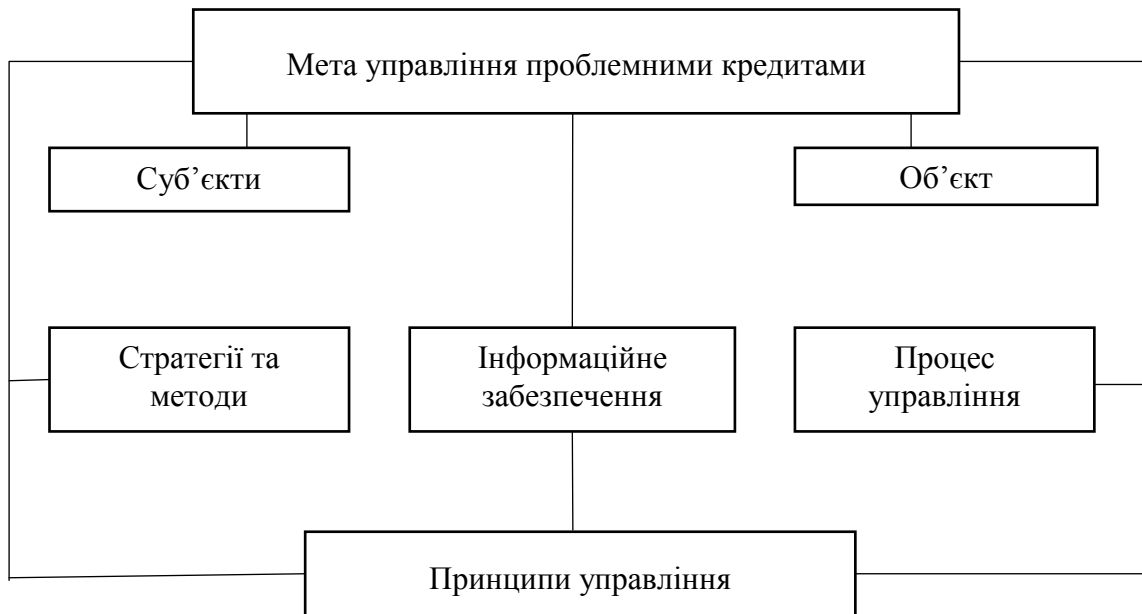 Мета управління проблемними кредитами
Суб’єкти
Об’єкт
Стратегії та
методи
Інформаційне
забезпечення
Процес
управління
Принципи управління